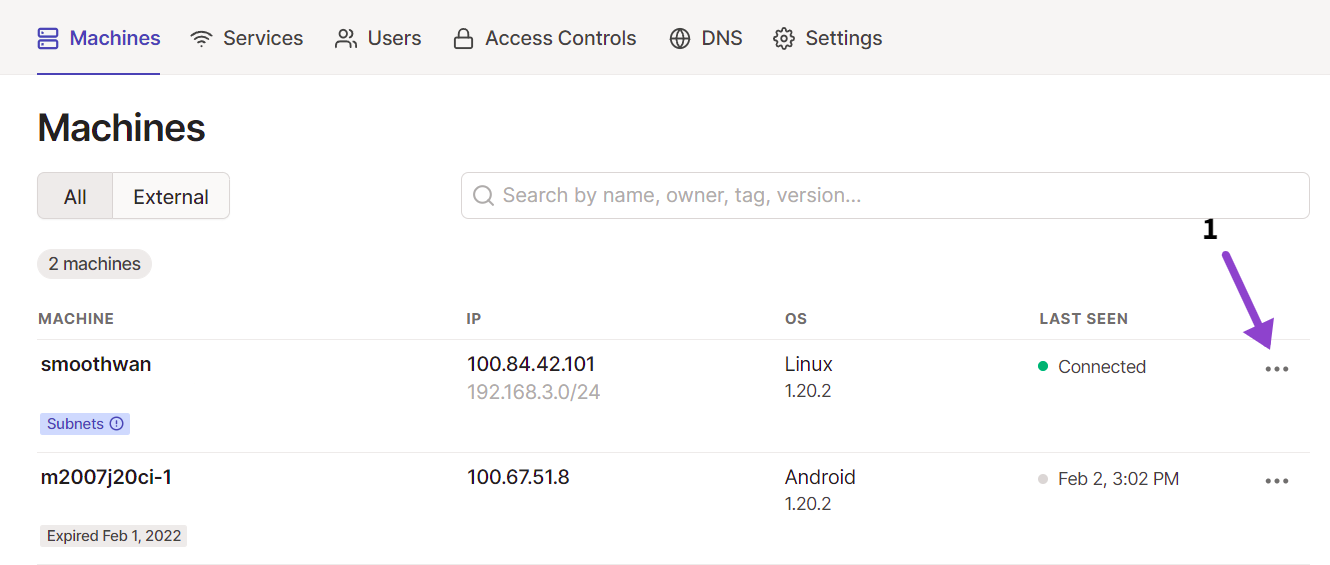 Machines Services Users Access Controls DNS Settings
Machines
All External
Search by name, owner, tag, version...
1
2 machines
MACHINE IP OS LAST SEEN
smoothwan 100.84.42.101 Linux Connected
192.168.3.0/24 1.20.2
Subnets
m2007j20ci-1 100.67.51.8 Android Feb 2, 3:02 PM
1.20.2
Expired Feb 1, 2022